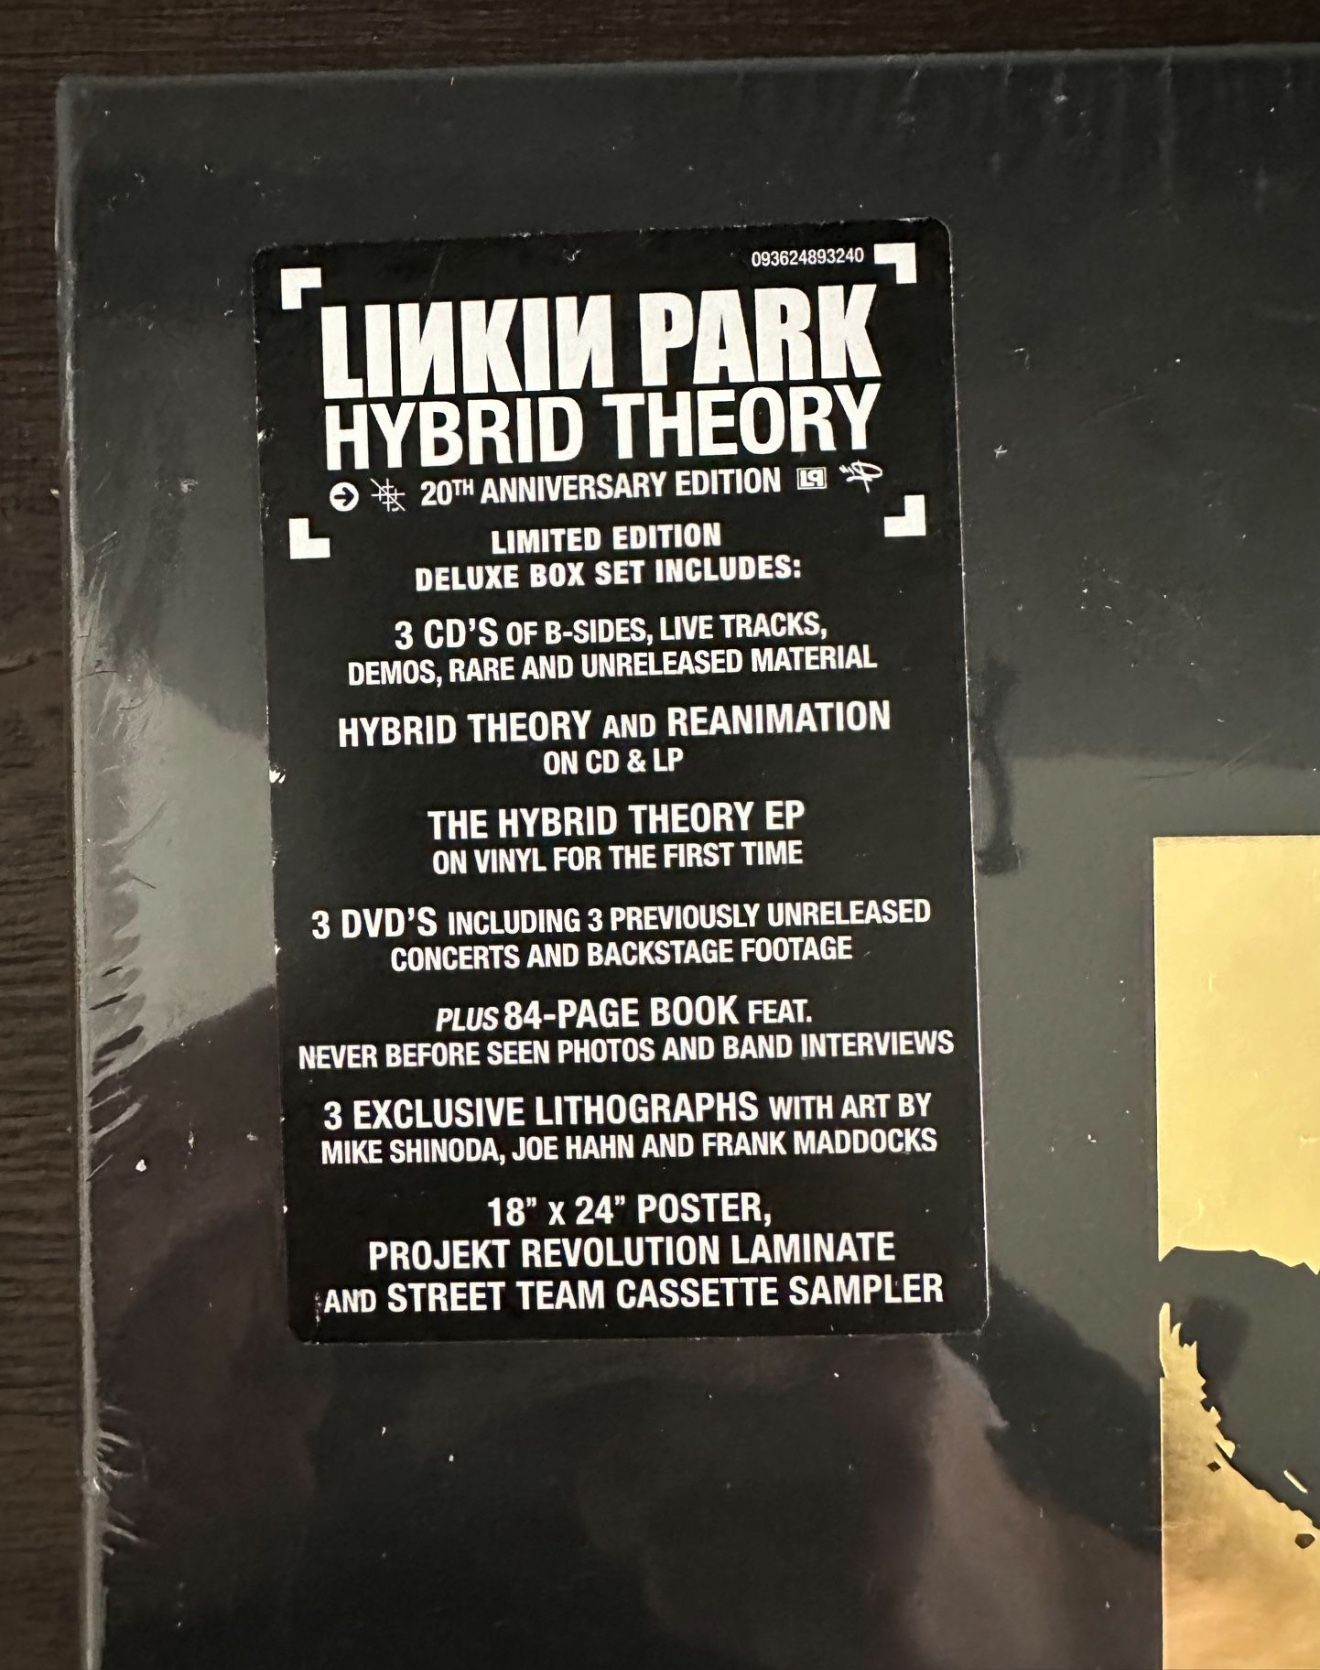 093624893240
LINKIN PARK
HYBRID THEORY
20TH ANNIVERSARY EDITION LP
LIMITED EDITION
DELUXE BOX SET INCLUDES:
3 CD'S OF B-SIDES, LIVE TRACKS,
DEMOS, RARE AND UNRELEASED MATERIAL
HYBRID THEORY AND REANIMATION
ON CD & LP
THE HYBRID THEORY EP
ON VINYL FOR THE FIRST TIME
3 DVD'S INCLUDING 3 PREVIOUSLY UNRELEASED
CONCERTS AND BACKSTAGE FOOTAGE
PLUS 84-PAGE BOOK FEAT.
NEVER BEFORE SEEN PHOTOS AND BAND INTERVIEWS
3 EXCLUSIVE LITHOGRAPHS WITH ART BY
MIKE SHINODA, JOE HAHN AND FRANK MADDOCKS
18" X 24" POSTER,
PROJEKT REVOLUTION LAMINATE
AND STREET TEAM CASSETTE SAMPLER